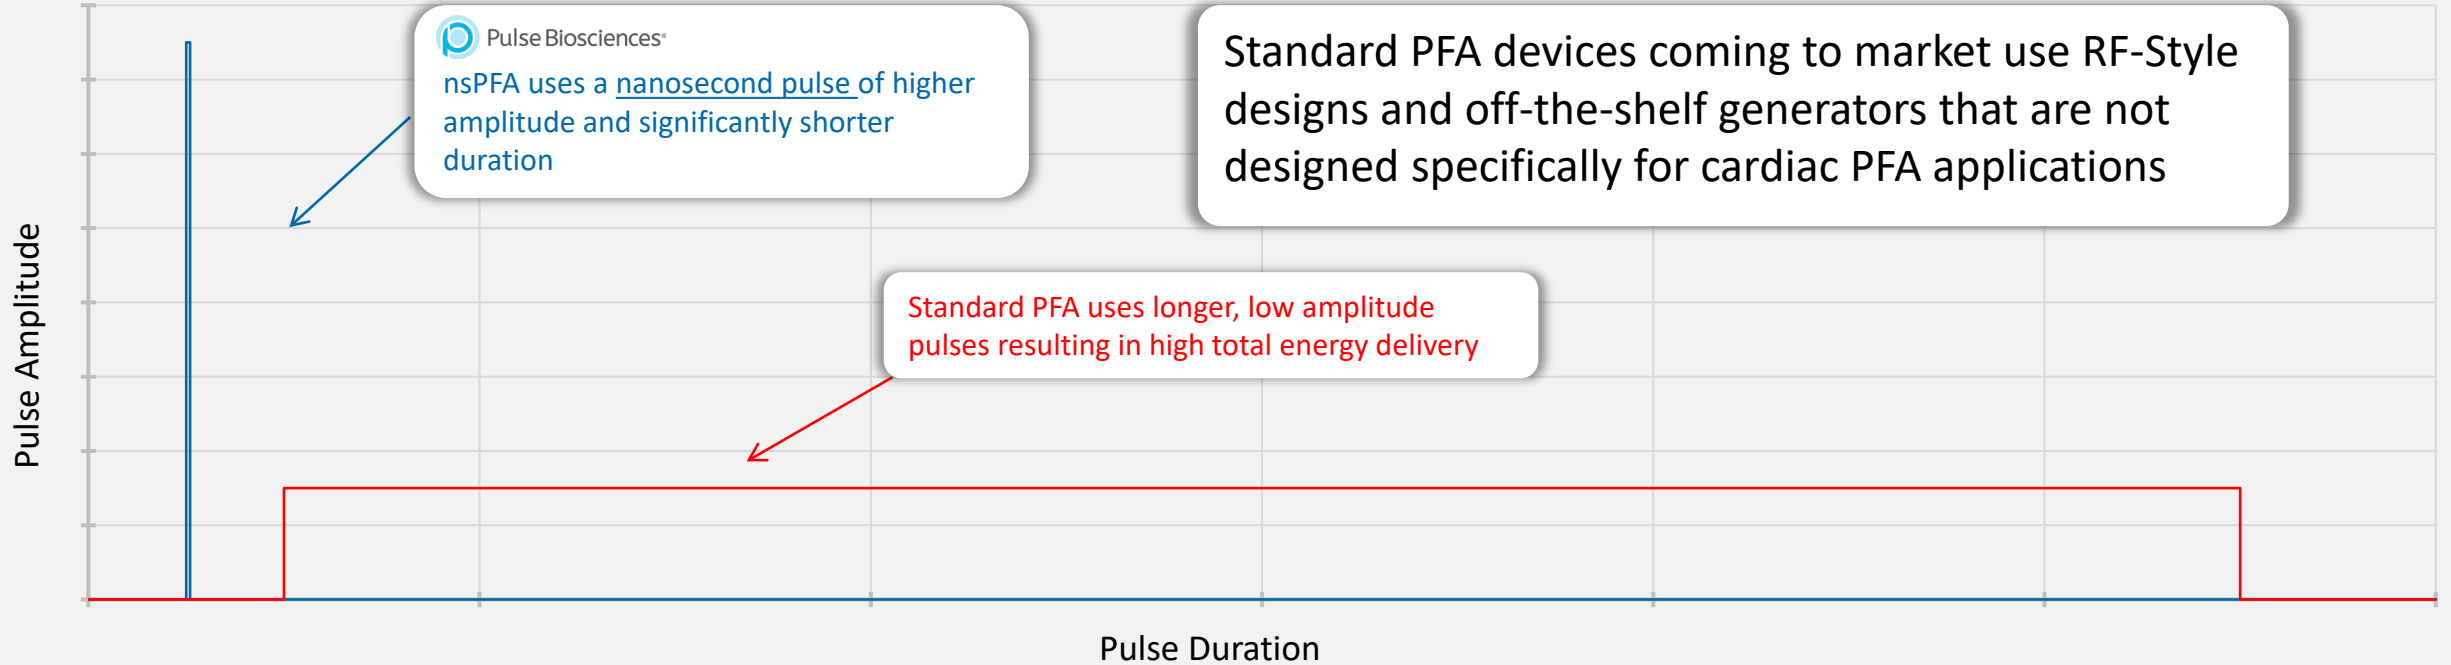 Pulse Biosciences®
nsPFA uses a nanosecond pulse of higher
amplitude and significantly shorter
duration
Standard PFA devices coming to market use RF-Style
designs and off-the-shelf generators that are not
designed specifically for cardiac PFA applications
Standard PFA uses longer, low amplitude
pulses resulting in high total energy delivery
Pulse Amplitude
Pulse Duration